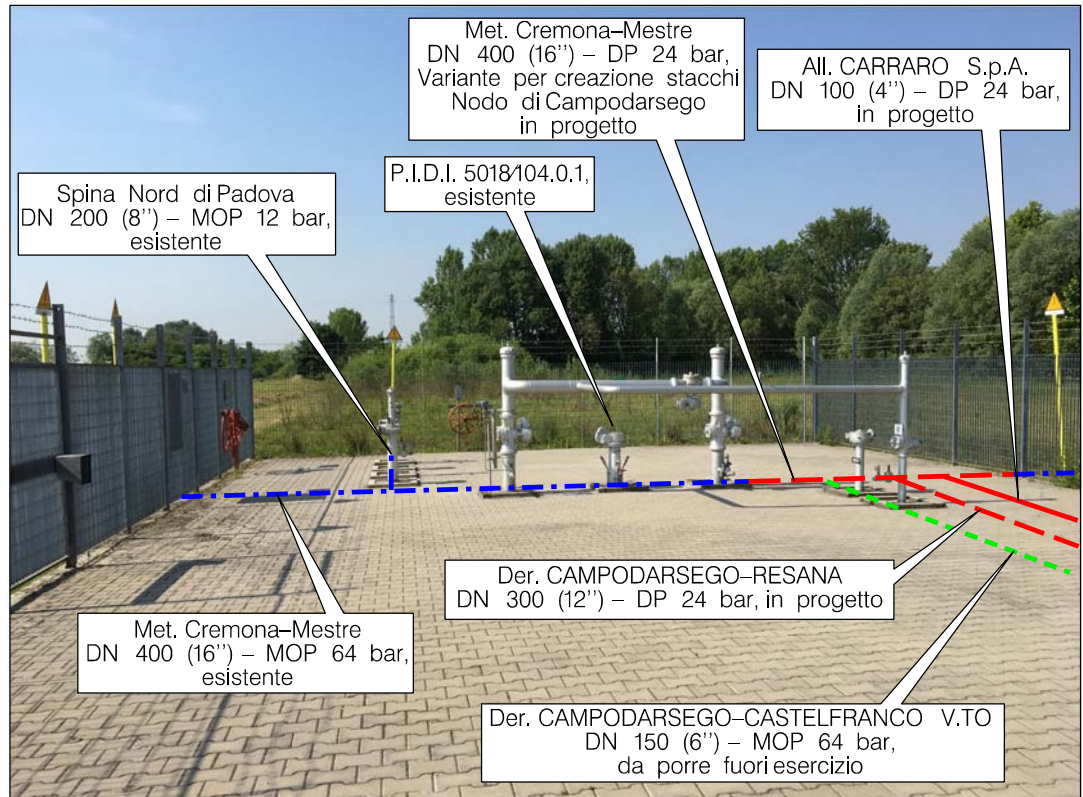 Met. Cremona–Mestre
DN 400 (16'') – DP 24 bar,
Variante per creazione stacchi
Nodo di Campodarsego
in progetto
All. CARRARO S.p.A.
DN 100 (4'') – DP 24 bar,
in progetto
P.I.D.I. 5018/104.0.1,
esistente
Spina Nord di Padova
DN 200 (8'') – MOP 12 bar,
esistente
Der. CAMPODARSEGO–RESANA
DN 300 (12'') – DP 24 bar, in progetto
Met. Cremona–Mestre
DN 400 (16'') – MOP 64 bar,
esistente
Der. CAMPODARSEGO–CASTELFRANCO V.TO
DN 150 (6'') – MOP 64 bar,
da porre fuori esercizio